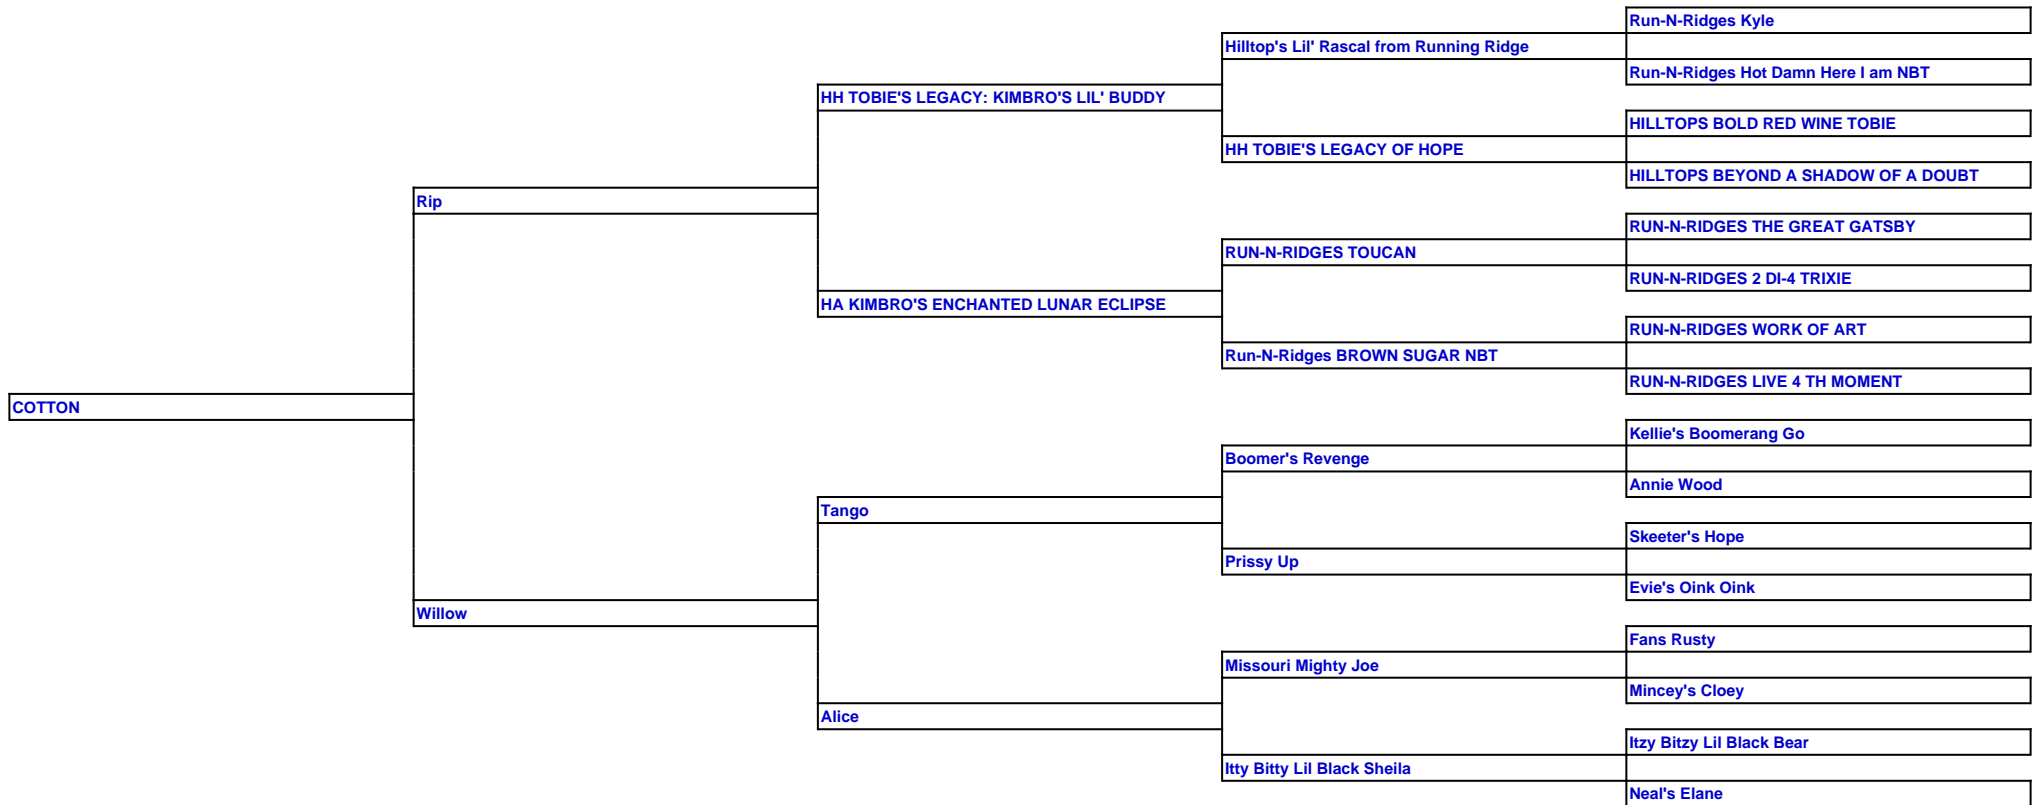 Run-N-Ridges Kyle
Hilltop's Lil' Rascal from Running Ridge
Run-N-Ridges Hot Damn Here I am NBT
HH TOBIE'S LEGACY: KIMBRO'S LIL' BUDDY
HILLTOPS BOLD RED WINE TOBIE
HH TOBIE'S LEGACY OF HOPE
HILLTOPS BEYOND A SHADOW OF A DOUBT
Rip
RUN-N-RIDGES THE GREAT GATSBY
RUN-N-RIDGES TOUCAN
RUN-N-RIDGES 2 DI-4 TRIXIE
HA KIMBRO'S ENCHANTED LUNAR ECLIPSE
RUN-N-RIDGES WORK OF ART
Run-N-Ridges BROWN SUGAR NBT
RUN-N-RIDGES LIVE 4 TH MOMENT
COTTON
Kellie's Boomerang Go
Boomer's Revenge
Annie Wood
Tango
Skeeter's Hope
Prissy Up
Evie's Oink Oink
Willow
Fans Rusty
Missouri Mighty Joe
Mincey's Cloey
Alice
Itzy Bitzy Lil Black Bear
Itty Bitty Lil Black Sheila
Neal's Elane